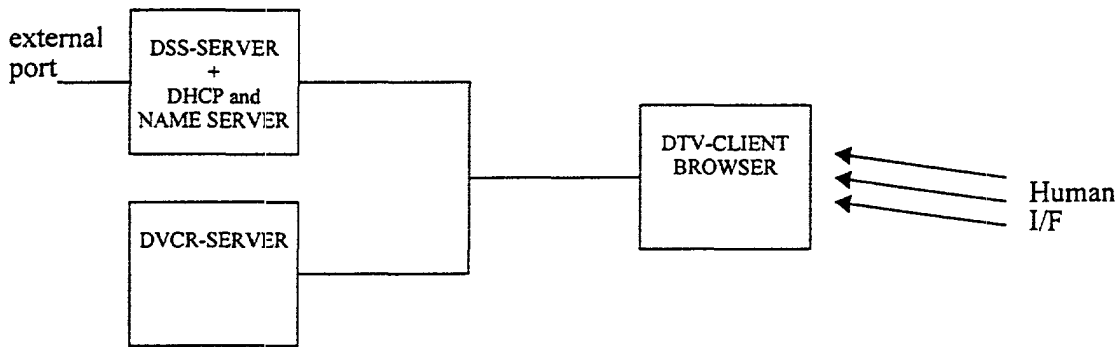 external
port
DSS-SERVER
+
DHCP and
NAME SERVER
DTV-CLIENT
BROWSER
Human
I/F
DVCR-SERVER